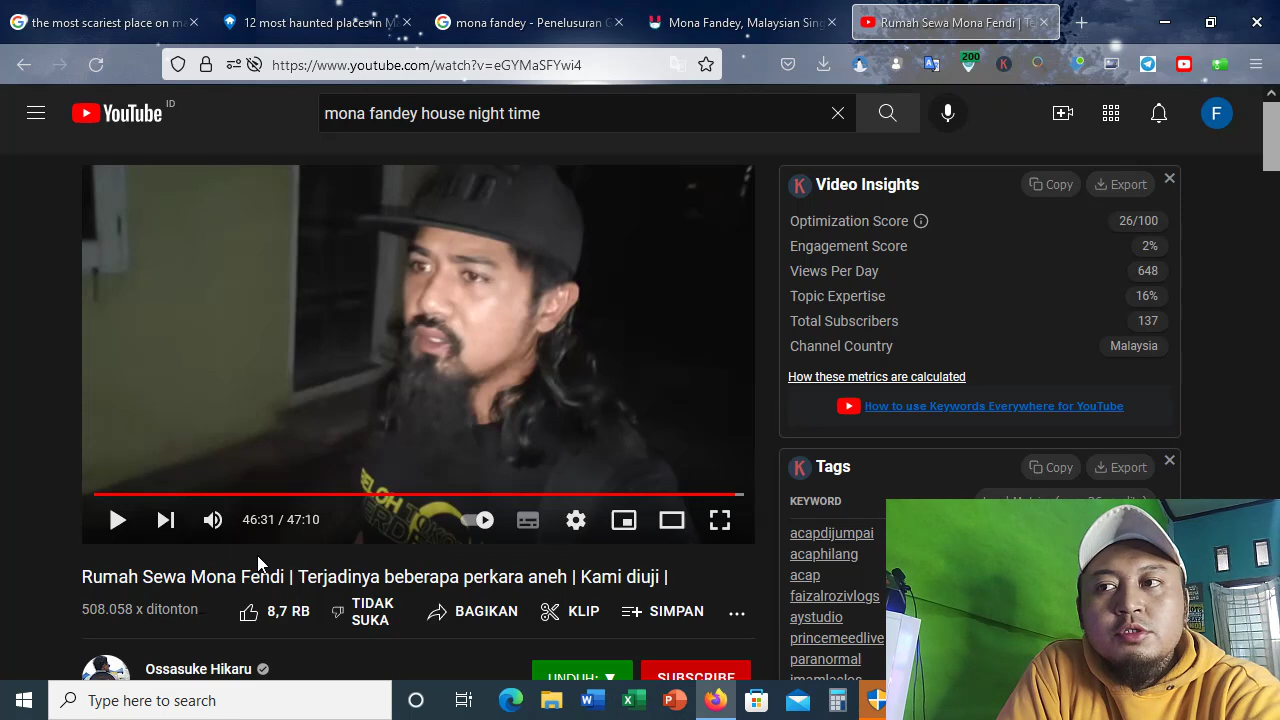 the most scariest place on ma
12 most haunted places in M
mona fandey - Penelusuran G
Mona Fandey, Malaysian Sing
Rumah Sewa Mona Fendi | Te
https://www.youtube.com/watch?v=eGYMaSFYwi4
200
YouTube ID
mona fandey house night time
F
K Video Insights
Copy
Export
Optimization Score 26/100
Engagement Score 2%
Views Per Day 648
Topic Expertise 16%
Total Subscribers 137
Channel Country Malaysia
How these metrics are calculated
How to use Keywords Everywhere for YouTube
K Tags
Copy
Export
KEYWORD
acapdijumpai
acaphilang
acap
faizalrozivlogs
aystudio
princemeedlive
paranormal
46:31 / 47:10
Rumah Sewa Mona Fendi | Terjadinya beberapa perkara aneh | Kami diuji |
508.058 x ditonton
8,7 RB
TIDAK
SUKA
BAGIKAN
KLIP
SIMPAN
Ossasuke Hikaru
UNDUH: ▼
SUBSCRIBE
Type here to search